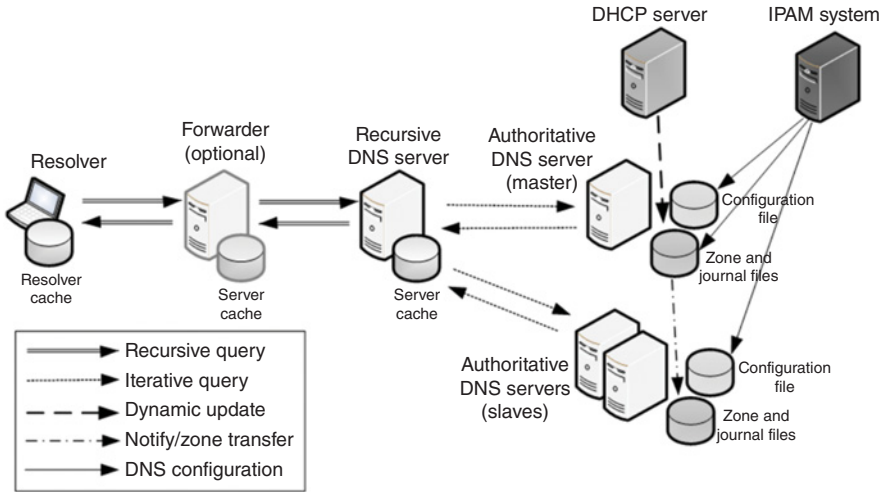 DHCP server
IPAM system
Forwarder
(optional)
Recursive
DNS server
Authoritative
DNS server
(master)
Resolver
Configuration
file
Zone and
journal files
Resolver
cache
Server
cache
Server
cache
Authoritative
DNS servers
(slaves)
Configuration
file
Zone and
journal files
Recursive query
Iterative query
Dynamic update
Notify/zone transfer
DNS configuration